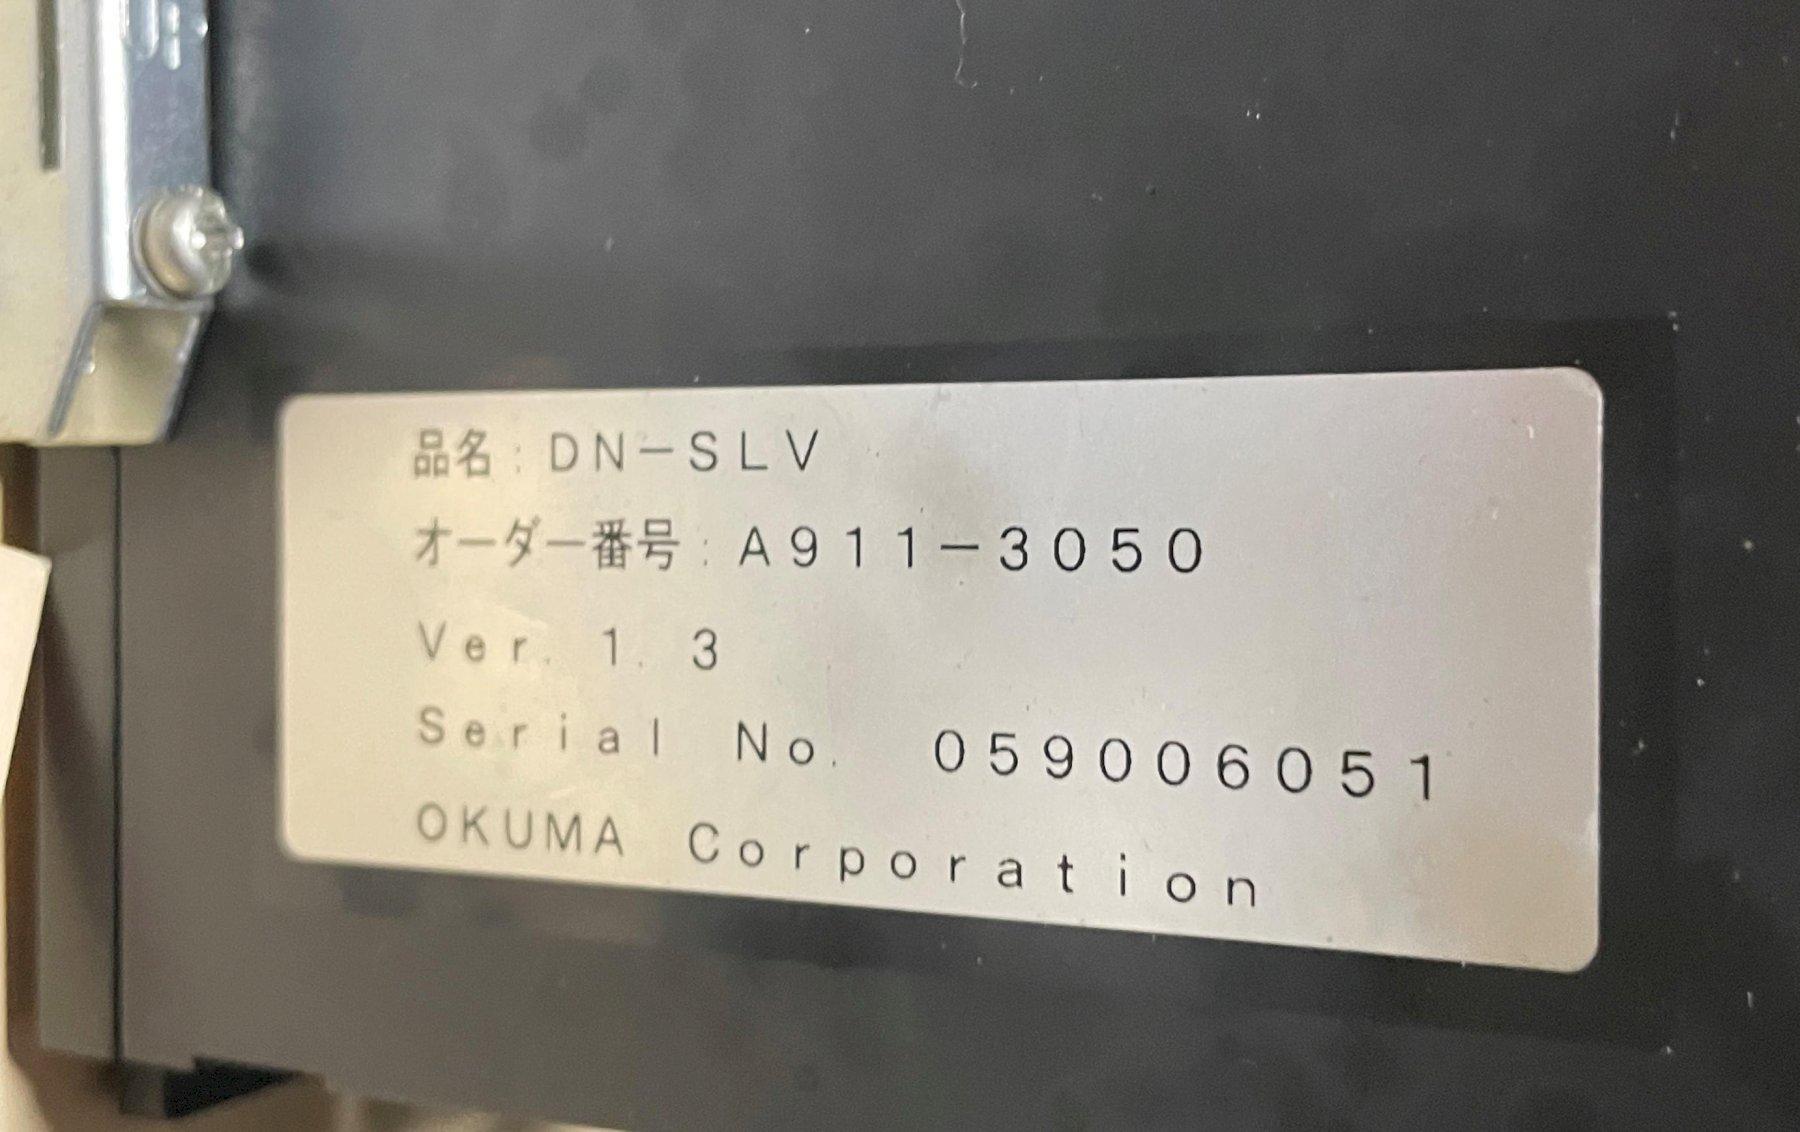 品名:DN-SLV
オーダー番号:A911-3050
Ver. 1. 3
Serial No. 059006051
OKUMA Corporation